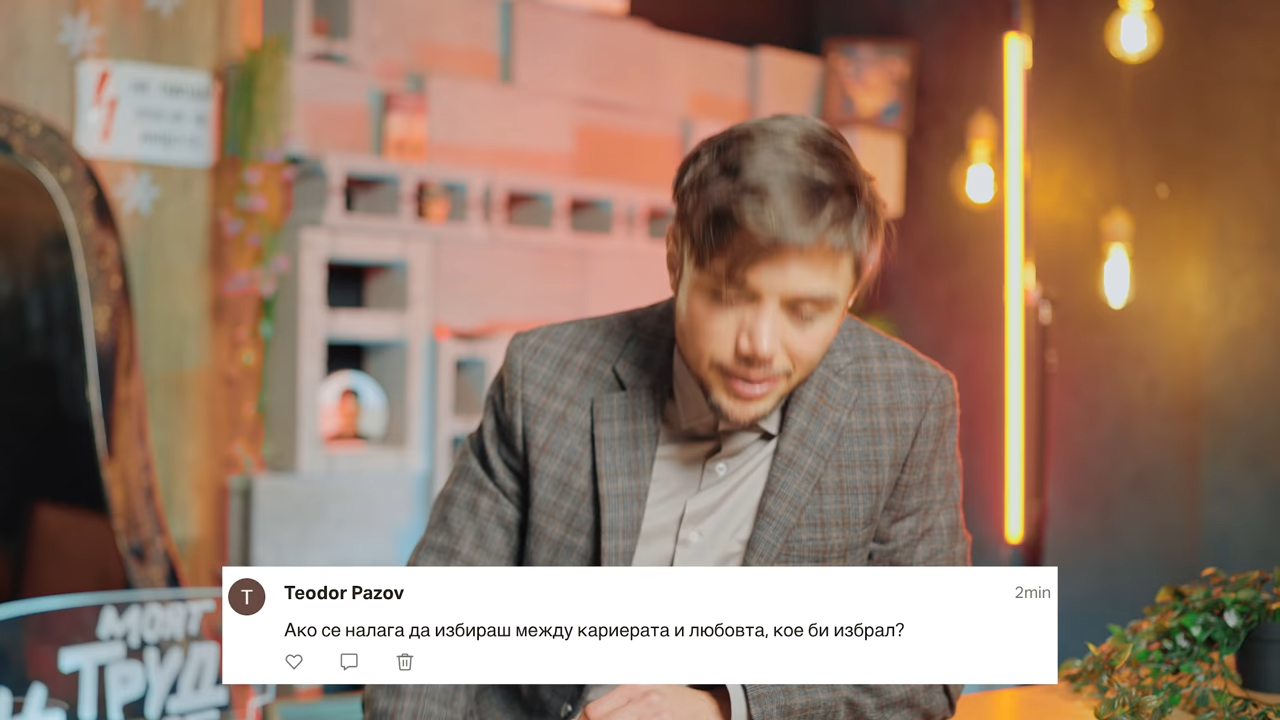 Teodor Pazov
2min
Ако се налага да избираш между кариерата и любовта, кое би избрал?
T
МОЯТ
ТРУД